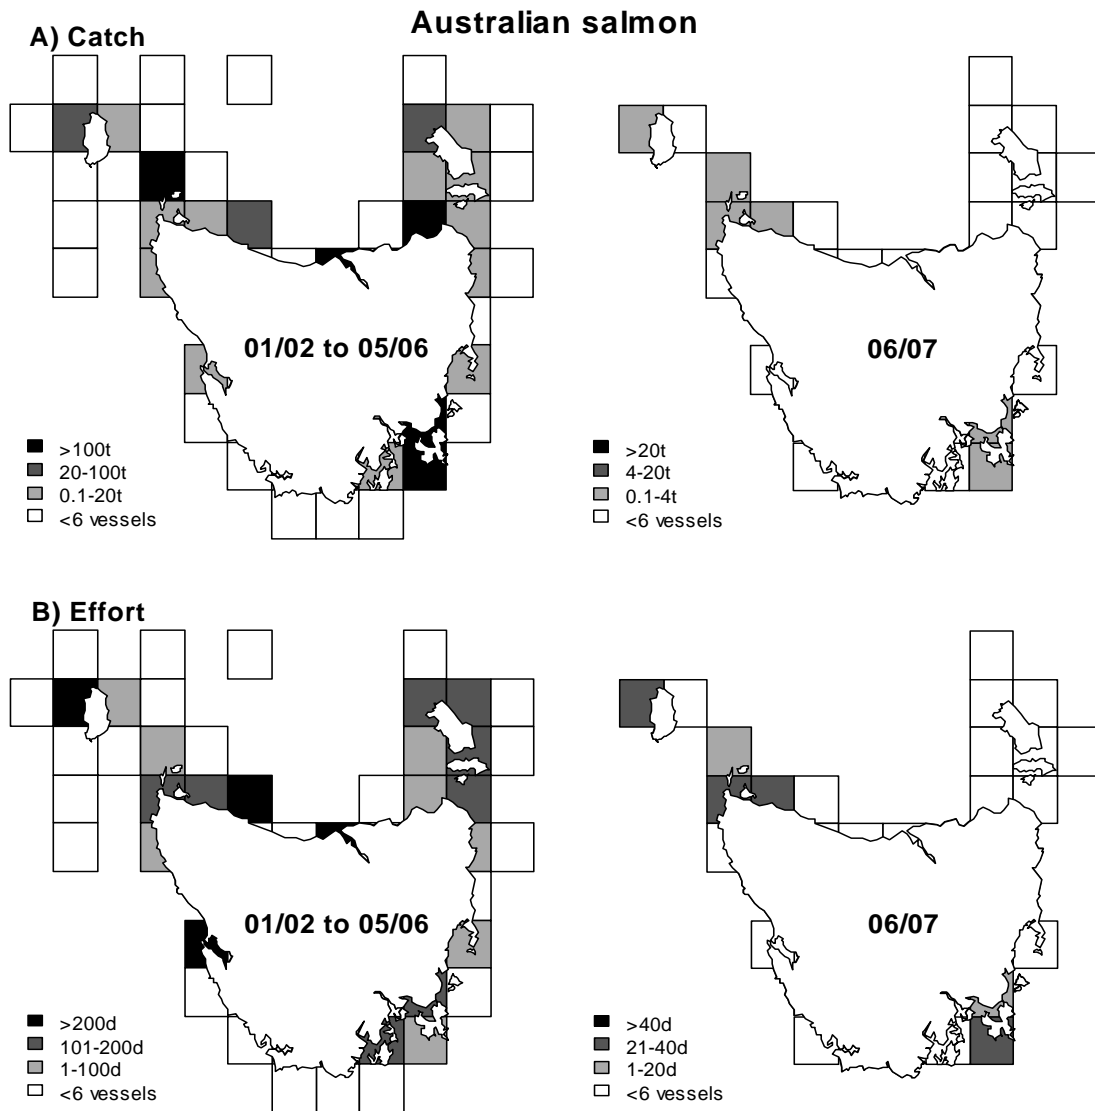 Australian salmon
A) Catch
01/02 to 05/06
>100t
20-100t
0.1-20t
<6 vessels
06/07
>20t
4-20t
0.1-4t
<6 vessels
B) Effort
01/02 to 05/06
>200d
101-200d
1-100d
<6 vessels
06/07
>40d
21-40d
1-20d
<6 vessels